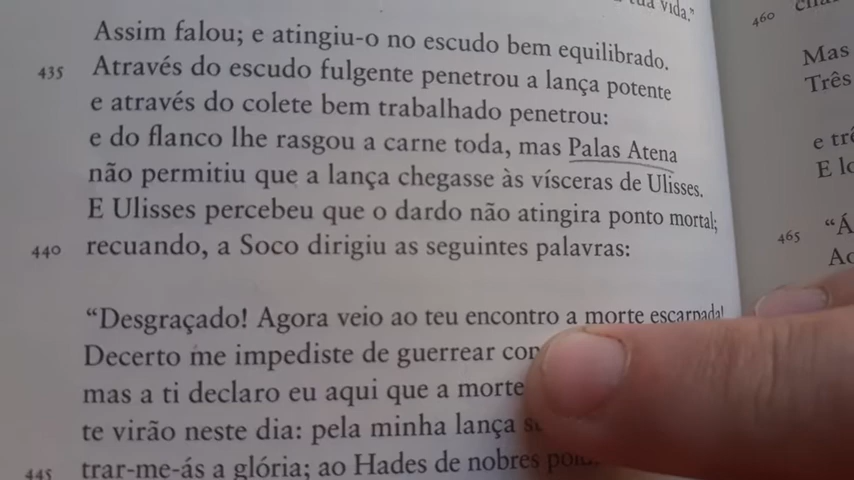 tua vida."
Assim falou; e atingiu-o no escudo bem equilibrado.
435 Através do escudo fulgente penetrou a lança potente
e através do colete bem trabalhado penetrou:
e do flanco lhe rasgou a carne toda, mas Palas Atena
não permitiu que a lança chegasse às vísceras de Ulisses.
E Ulisses percebeu que o dardo não atingira ponto mortal;
440 recuando, a Soco dirigiu as seguintes palavras:
"Desgraçado! Agora veio ao teu encontro a morte escarpada!
Decerto me impediste de guerrear
mas a ti declaro eu aqui que a morte
te virão neste dia: pela minha lança
445 trar-me-ás a glória; ao Hades de nobres
460
Mas
Três
e
E
465